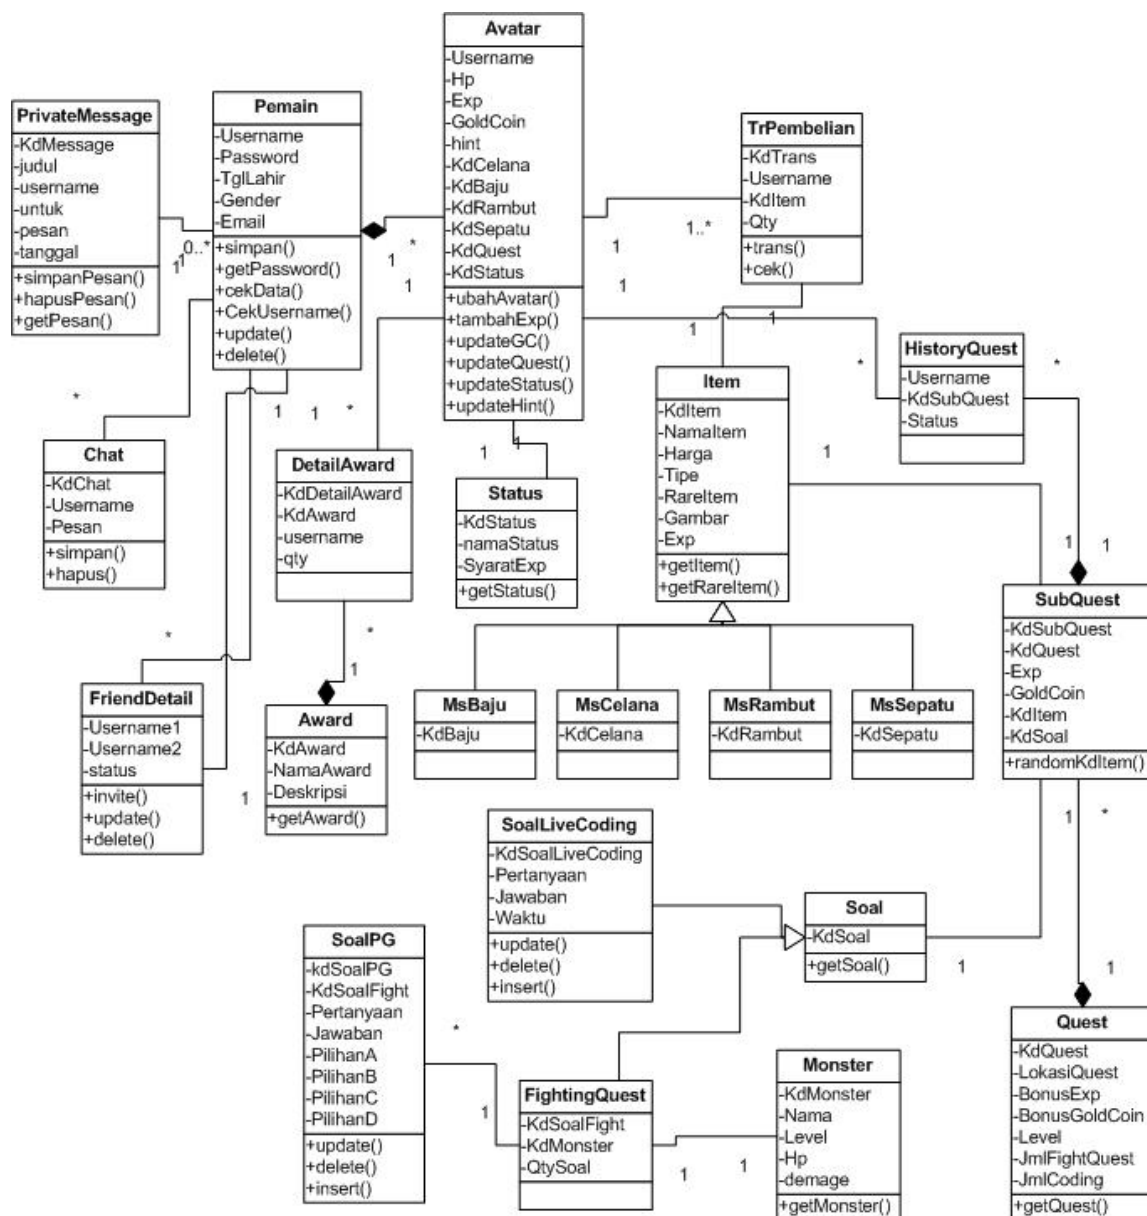 Avatar
-Username
-Hp
-Exp
-GoldCoin
-hint
-KdCelana
-KdBaju
-KdRambut
-KdSepatu
-KdQuest
-KdStatus
+ubahAvatar()
+tambahExp()
+updateGC()
+updateQuest()
+updateStatus()
+updateHint()
PrivateMessage
-KdMessage
-judul
-username
-untuk
-pesan
-tanggal
+simpanPesan()
+hapusPesan()
+getPesan()
Pemain
-Username
-Password
-TglLahir
-Gender
-Email
+simpan()
+getPassword()
+cekData()
+CekUsername()
+update()
+delete()
TrPembelian
-KdTrans
-Username
-KdItem
-Qty
+trans()
+cek()
0..*
1
1
1
*
1
1..*
1
1
1
1
*
*
HistoryQuest
-Username
-KdSubQuest
-Status
Item
-KdItem
-NamaItem
-Harga
-Tipe
-RareItem
-Gambar
-Exp
+getItem()
+getRareItem()
*
1
1
*
1
1
1
Chat
-KdChat
-Username
-Pesan
+simpan()
+hapus()
DetailAward
-KdDetailAward
-KdAward
-username
-qty
Status
-KdStatus
-namaStatus
-SyaratExp
+getStatus()
1
1
SubQuest
-KdSubQuest
-KdQuest
-Exp
-GoldCoin
-KdItem
-KdSoal
+randomKdItem()
*
*
1
1
FriendDetail
-Username1
-Username2
-status
+invite()
+update()
+delete()
1
Award
-KdAward
-NamaAward
-Deskripsi
+getAward()
MsBaju
-KdBaju
MsCelana
-KdCelana
MsRambut
-KdRambut
MsSepatu
-KdSepatu
1
*
SoalLiveCoding
-KdSoalLiveCoding
-Pertanyaan
-Jawaban
-Waktu
+update()
+delete()
+insert()
Soal
-KdSoal
+getSoal()
1
1
SoalPG
-kdSoalPG
-KdSoalFight
-Pertanyaan
-Jawaban
-PilihanA
-PilihanB
-PilihanC
-PilihanD
+update()
+delete()
+insert()
*
1
FightingQuest
-KdSoalFight
-KdMonster
-QtySoal
1
1
Monster
-KdMonster
-Nama
-Level
-Hp
-demage
+getMonster()
Quest
-KdQuest
-LokasiQuest
-BonusExp
-BonusGoldCoin
-Level
-JmlFightQuest
-JmlCoding
+getQuest()